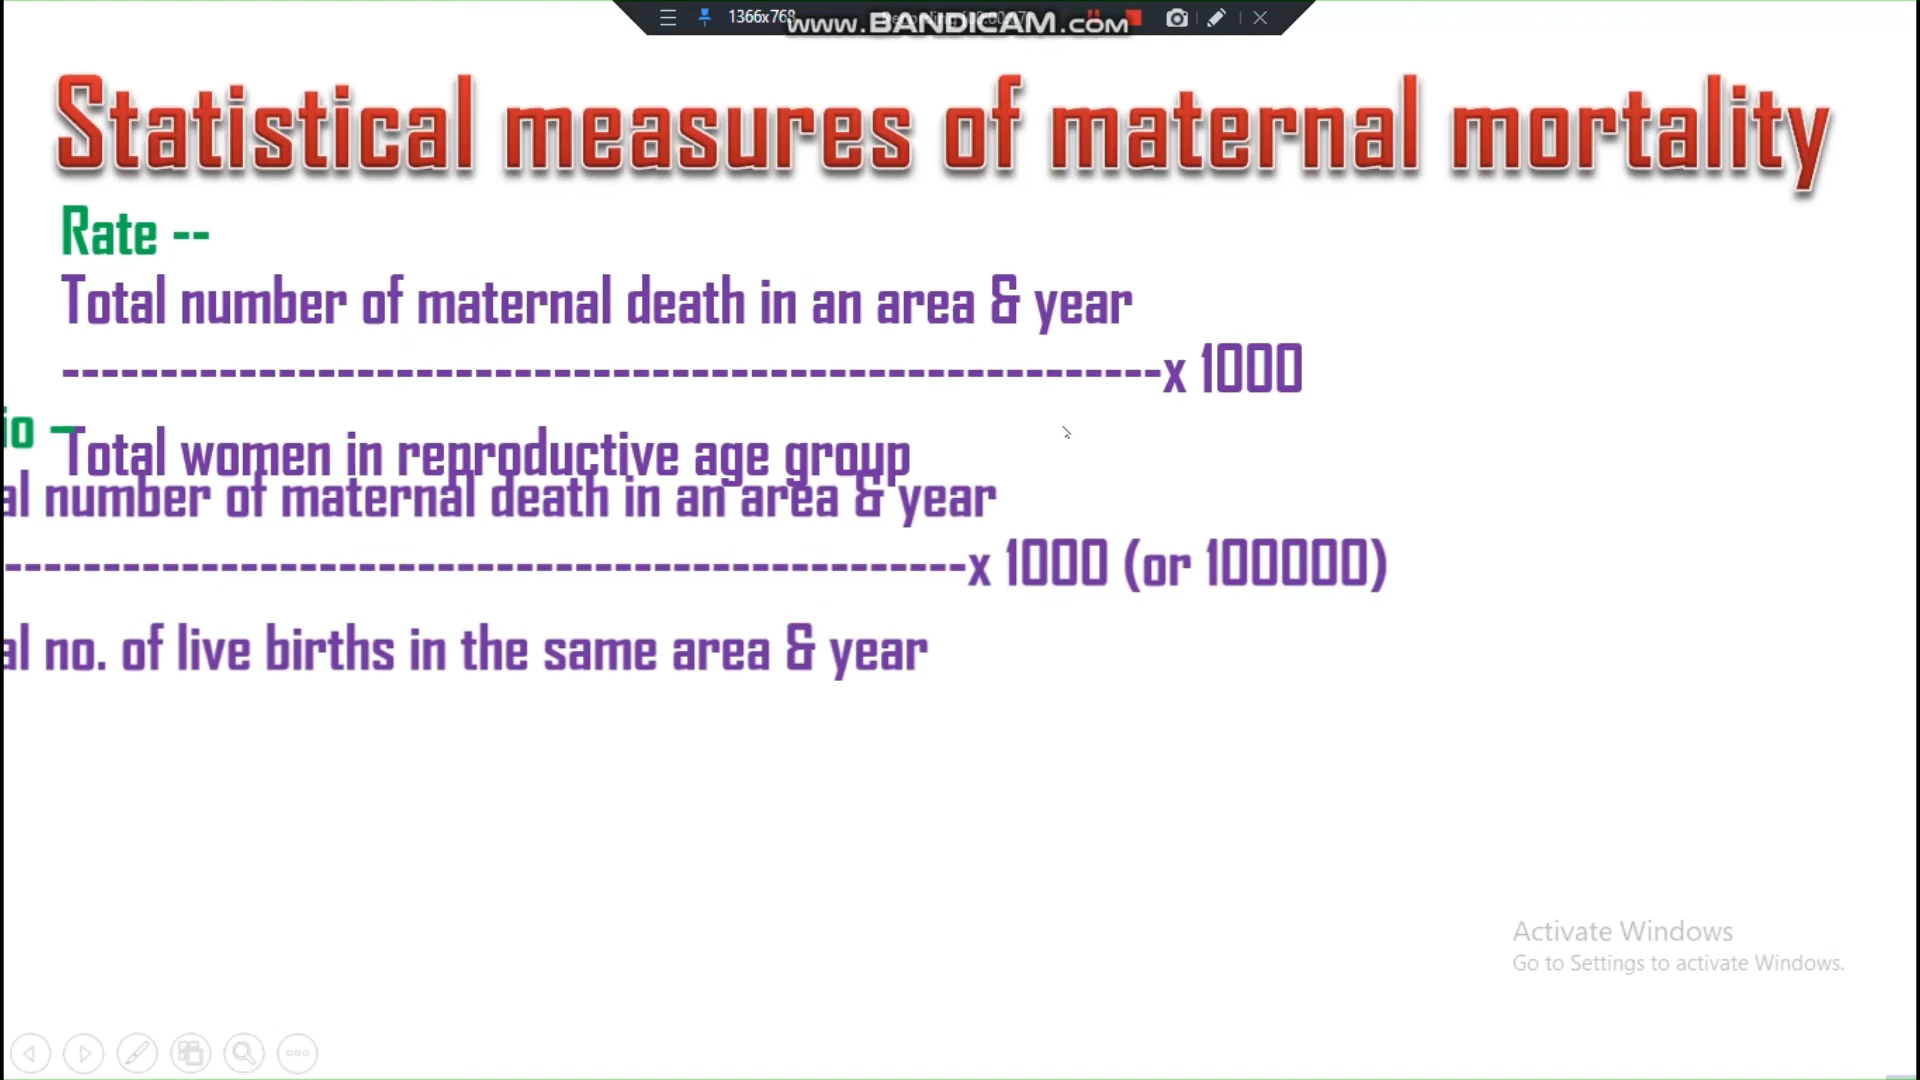 1366x768
www.BANDICAM.com
Statistical measures of maternal mortality
Rate --
Total number of maternal death in an area & year
--------------------------------------------------------x 1000
Total women in reproductive age group
io –
al number of maternal death in an area & year
-------------------------------------------------x 1000 (or 100000)
al no. of live births in the same area & year
Activate Windows
Go to Settings to activate Windows.